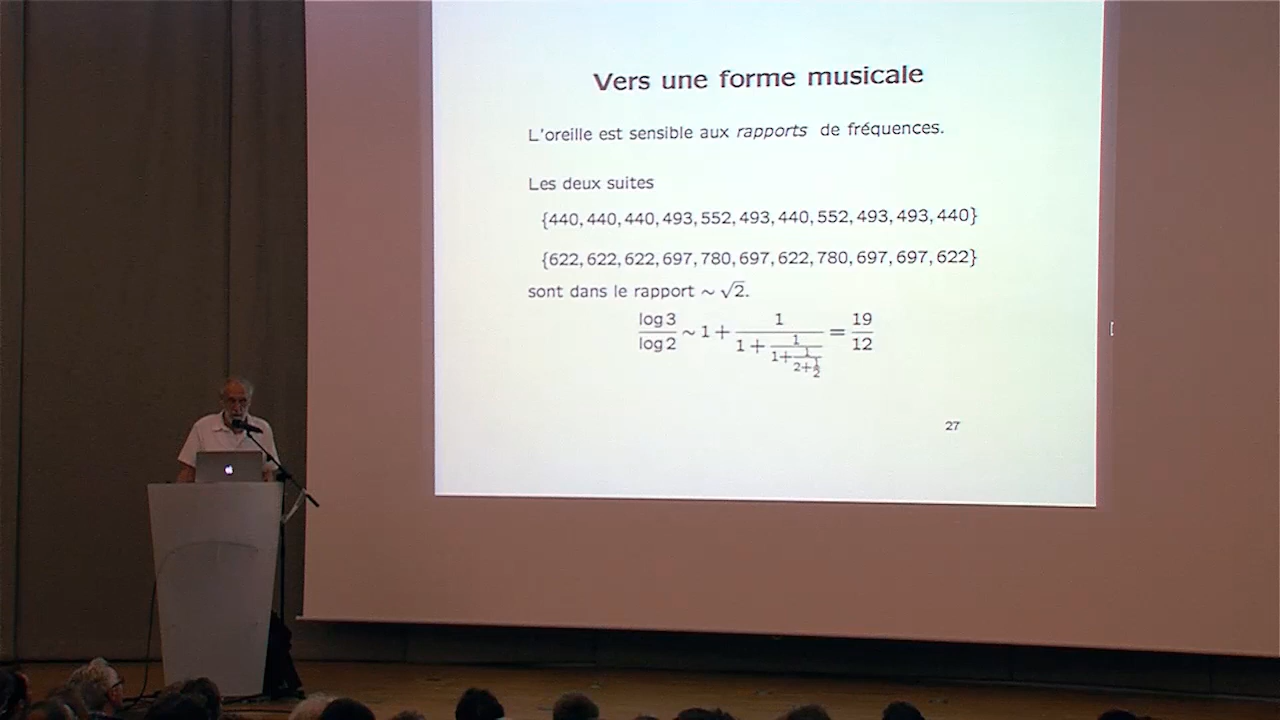 Vers une forme musicale
L'oreille est sensible aux rapports de fréquences.
Les deux suites
{440, 440, 440, 493, 552, 493, 440, 552, 493, 493, 440}
{622, 622, 622, 697, 780, 697, 622, 780, 697, 697, 622}
sont dans le rapport ∼ √2.
log 3 / log 2 ∼ 1 + 1/(1 + 1/(1 + 1/(2 + 1/2))) = 19/12
27